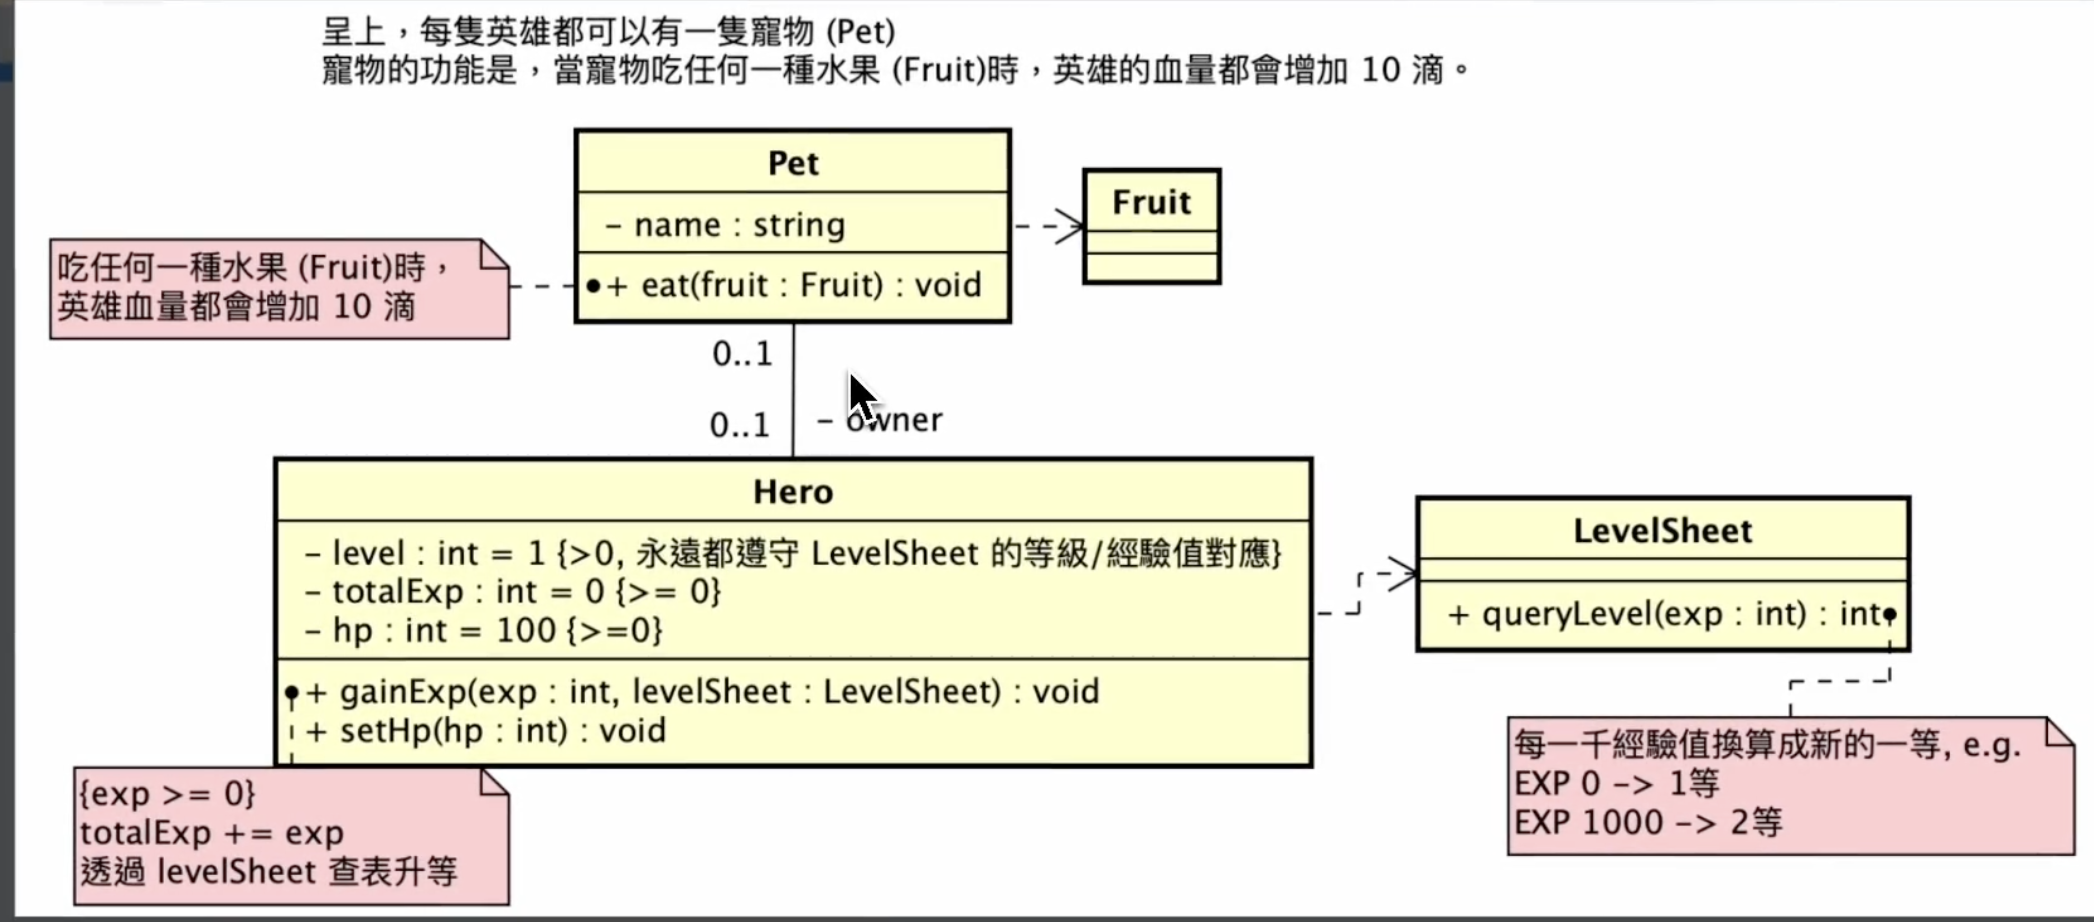 呈上，每隻英雄都可以有一隻寵物 (Pet)
寵物的功能是，當寵物吃任何一種水果 (Fruit)時，英雄的血量都會增加 10 滴。
Pet
- name : string
+ eat(fruit : Fruit) : void
Fruit
吃任何一種水果 (Fruit)時，
英雄血量都會增加 10 滴
0..1
0..1
- owner
Hero
- level : int = 1 {>0, 永遠都遵守 LevelSheet 的等級/經驗值對應}
- totalExp : int = 0 {>= 0}
- hp : int = 100 {>=0}
+ gainExp(exp : int, levelSheet : LevelSheet) : void
+ setHp(hp : int) : void
LevelSheet
+ queryLevel(exp : int) : int
{exp >= 0}
totalExp += exp
透過 levelSheet 查表升等
每一千經驗值換算成新的一等, e.g.
EXP 0 -> 1等
EXP 1000 -> 2等